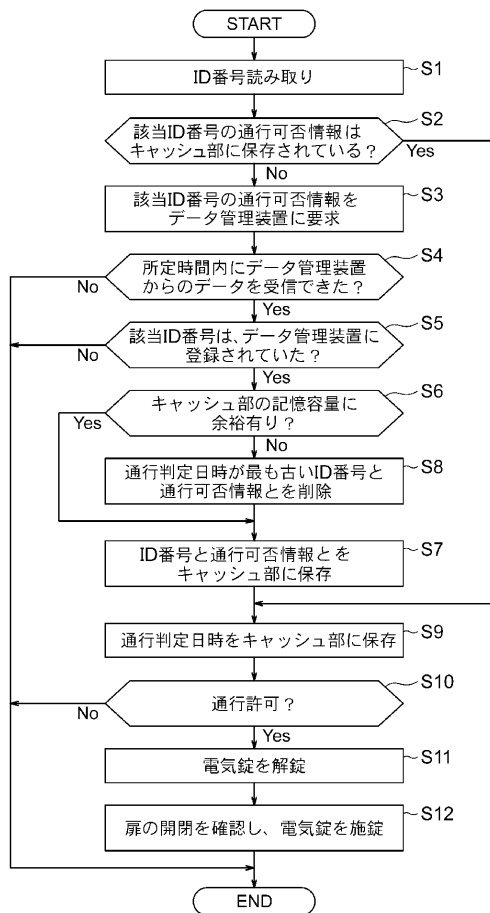 START
ID番号読み取り
S1
該当ID番号の通行可否情報は
キャッシュ部に保存されている?
S2
Yes
No
該当ID番号の通行可否情報を
データ管理装置に要求
S3
所定時間内にデータ管理装置
からのデータを受信できた?
S4
No
Yes
該当ID番号は、データ管理装置に
登録されていた?
S5
No
Yes
キャッシュ部の記憶容量に
余裕有り?
S6
Yes
No
通行判定日時が最も古いID番号と
通行可否情報とを削除
S8
ID番号と通行可否情報とを
キャッシュ部に保存
S7
通行判定日時をキャッシュ部に保存
S9
通行許可?
S10
No
Yes
電気錠を解錠
S11
扉の開閉を確認し、電気錠を施錠
S12
END